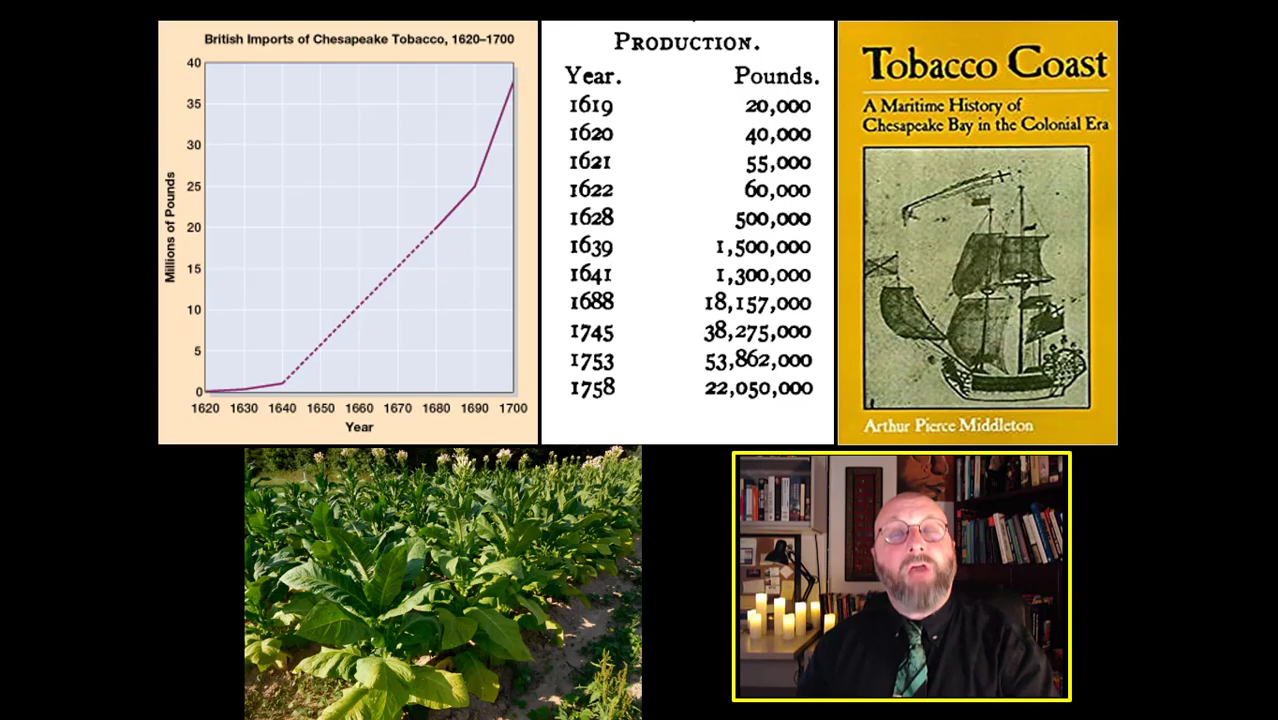 British Imports of Chesapeake Tobacco, 1620–1700
40
35
30
25
20
15
10
5
0
Millions of Pounds
1620 1630 1640 1650 1660 1670 1680 1690 1700
Year
PRODUCTION.
Year. Pounds.
1619 20,000
1620 40,000
1621 55,000
1622 60,000
1628 500,000
1639 1,500,000
1641 1,300,000
1688 18,157,000
1745 38,275,000
1753 53,862,000
1758 22,050,000
Tobacco Coast
A Maritime History of
Chesapeake Bay in the Colonial Era
Arthur Pierce Middleton